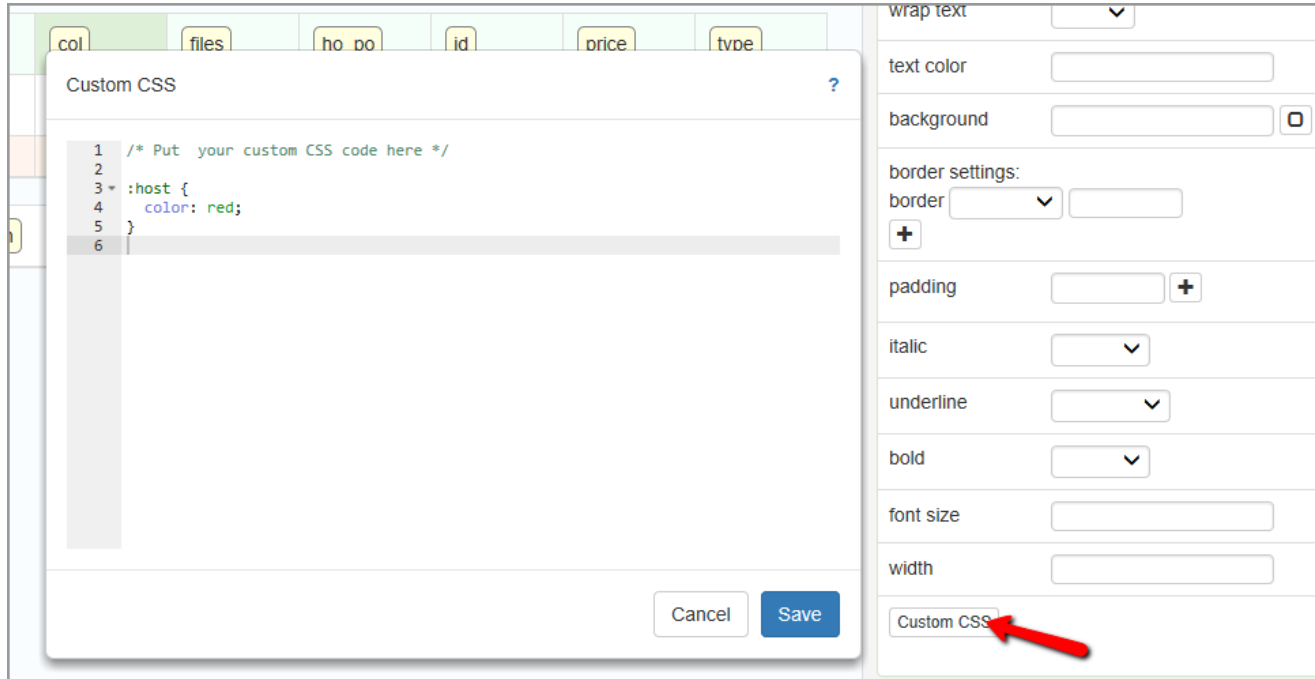 col files ho_po id price type
Custom CSS ?
1 /* Put  your custom CSS code here */
2
3 :host {
4   color: red;
5 }
6
Cancel Save
wrap text
text color
background
border settings:
border
padding
italic
underline
bold
font size
width
Custom CSS